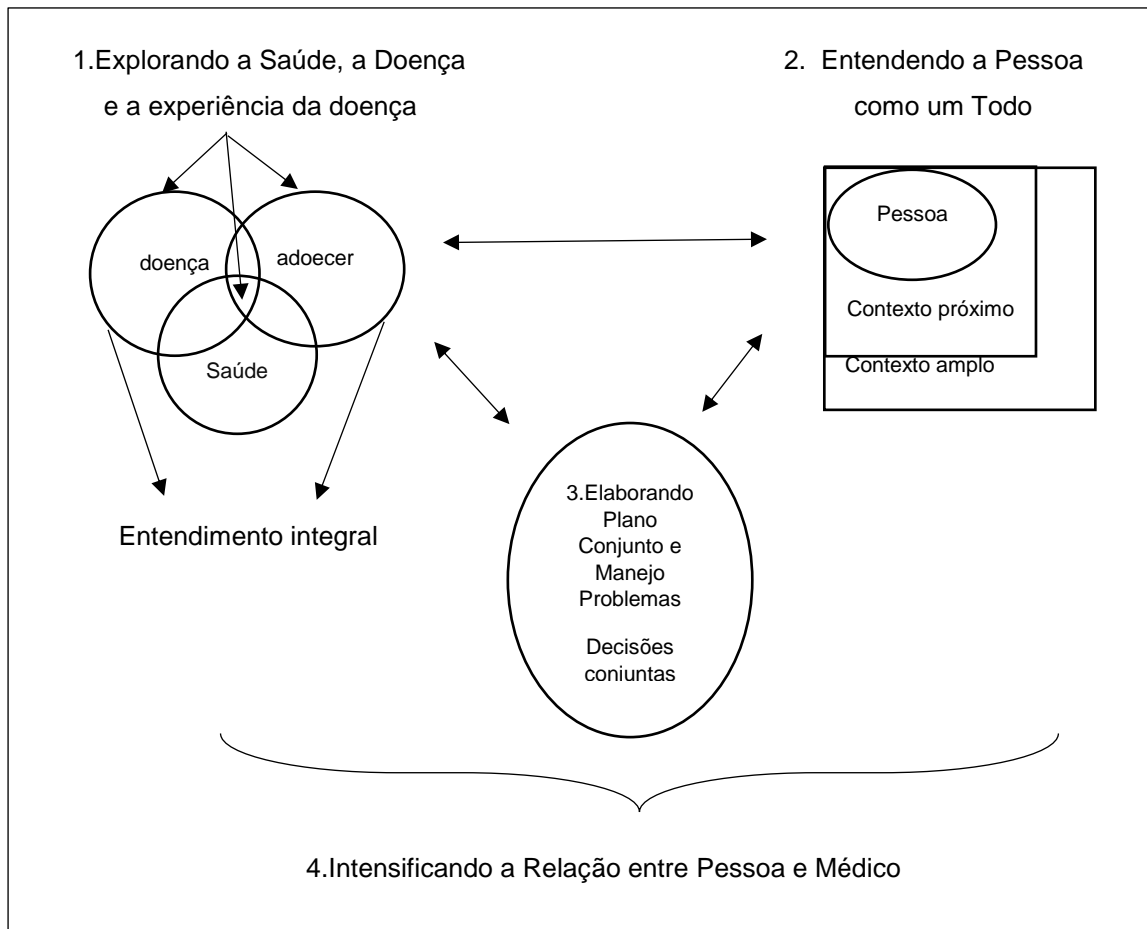 1.Explorando a Saúde, a Doença
e a experiência da doença
2. Entendendo a Pessoa
como um Todo
doença
adoecer
Saúde
Pessoa
Contexto próximo
Contexto amplo
Entendimento integral
3.Elaborando
Plano
Conjunto e
Manejo
Problemas
Decisões
coniuntas
4.Intensificando a Relação entre Pessoa e Médico